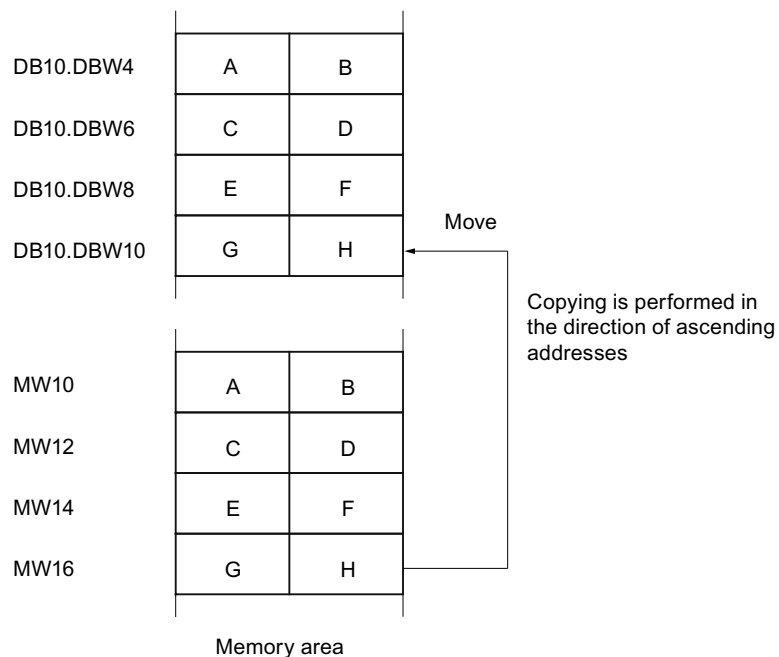 DB10.DBW4 A B
DB10.DBW6 C D
DB10.DBW8 E F
DB10.DBW10 G H
Move
Copying is performed in
the direction of ascending
addresses
MW10 A B
MW12 C D
MW14 E F
MW16 G H
Memory area